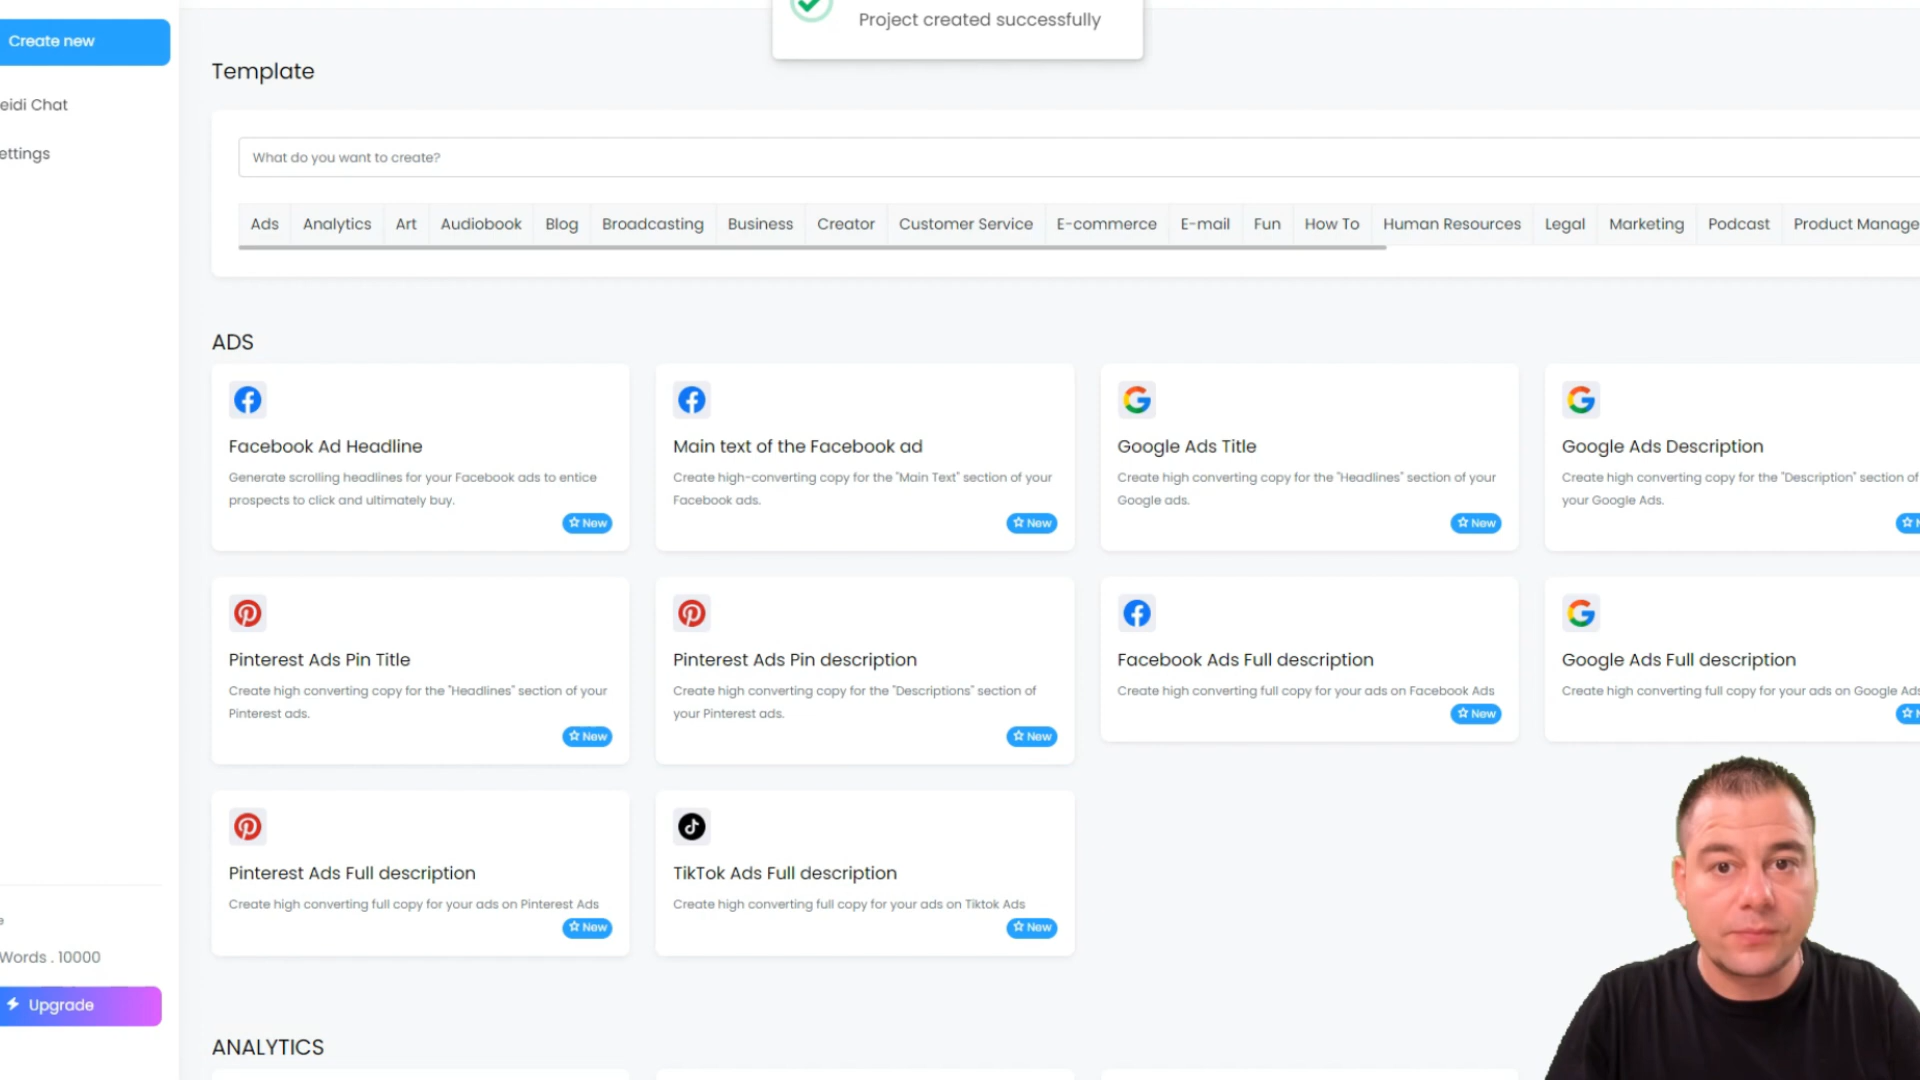 Project created successfully
Create new
Template
eidi Chat
ettings
What do you want to create?
Ads Analytics Art Audiobook Blog Broadcasting Business Creator Customer Service E-commerce E-mail Fun How To Human Resources Legal Marketing Podcast Product Manage
ADS
Facebook Ad Headline
Generate scrolling headlines for your Facebook ads to entice
prospects to click and ultimately buy.
New
Main text of the Facebook ad
Create high-converting copy for the "Main Text" section of your
Facebook ads.
New
Google Ads Title
Create high converting copy for the "Headlines" section of your
Google ads.
New
Google Ads Description
Create high converting copy for the "Description" section of
your Google Ads.
N
Pinterest Ads Pin Title
Create high converting copy for the "Headlines" section of your
Pinterest ads.
New
Pinterest Ads Pin description
Create high converting copy for the "Descriptions" section of
your Pinterest ads.
New
Facebook Ads Full description
Create high converting full copy for your ads on Facebook Ads
New
Google Ads Full description
Create high converting full copy for your ads on Google Ads
N
Pinterest Ads Full description
Create high converting full copy for your ads on Pinterest Ads
New
TikTok Ads Full description
Create high converting full copy for your ads on Tiktok Ads
New
e
Words . 10000
Upgrade
ANALYTICS